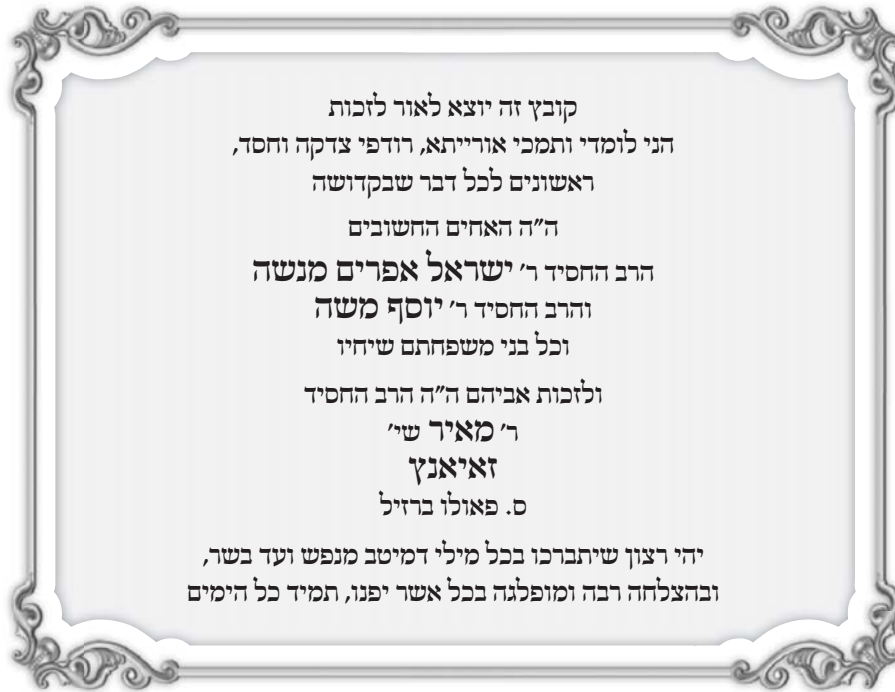 קובץ זה יוצא לאור לזכות
הני לומדי ותמכי אורייתא, רודפי צדקה וחסד,
ראשונים לכל דבר שבקדושה
ה״ה האחים החשובים
הרב החסיד ר׳ ישראל אפרים מנשה
והרב החסיד ר׳ יוסף משה
וכל בני משפחתם שיחיו
ולזכות אביהם ה״ה הרב החסיד
ר׳ מאיר שי׳
זאיאנץ
ס. פאולו ברזיל
יהי רצון שיתברכו בכל מילי דמיטב מנפש ועד בשר,
ובהצלחה רבה ומופלגה בכל אשר יפנו, תמיד כל הימים